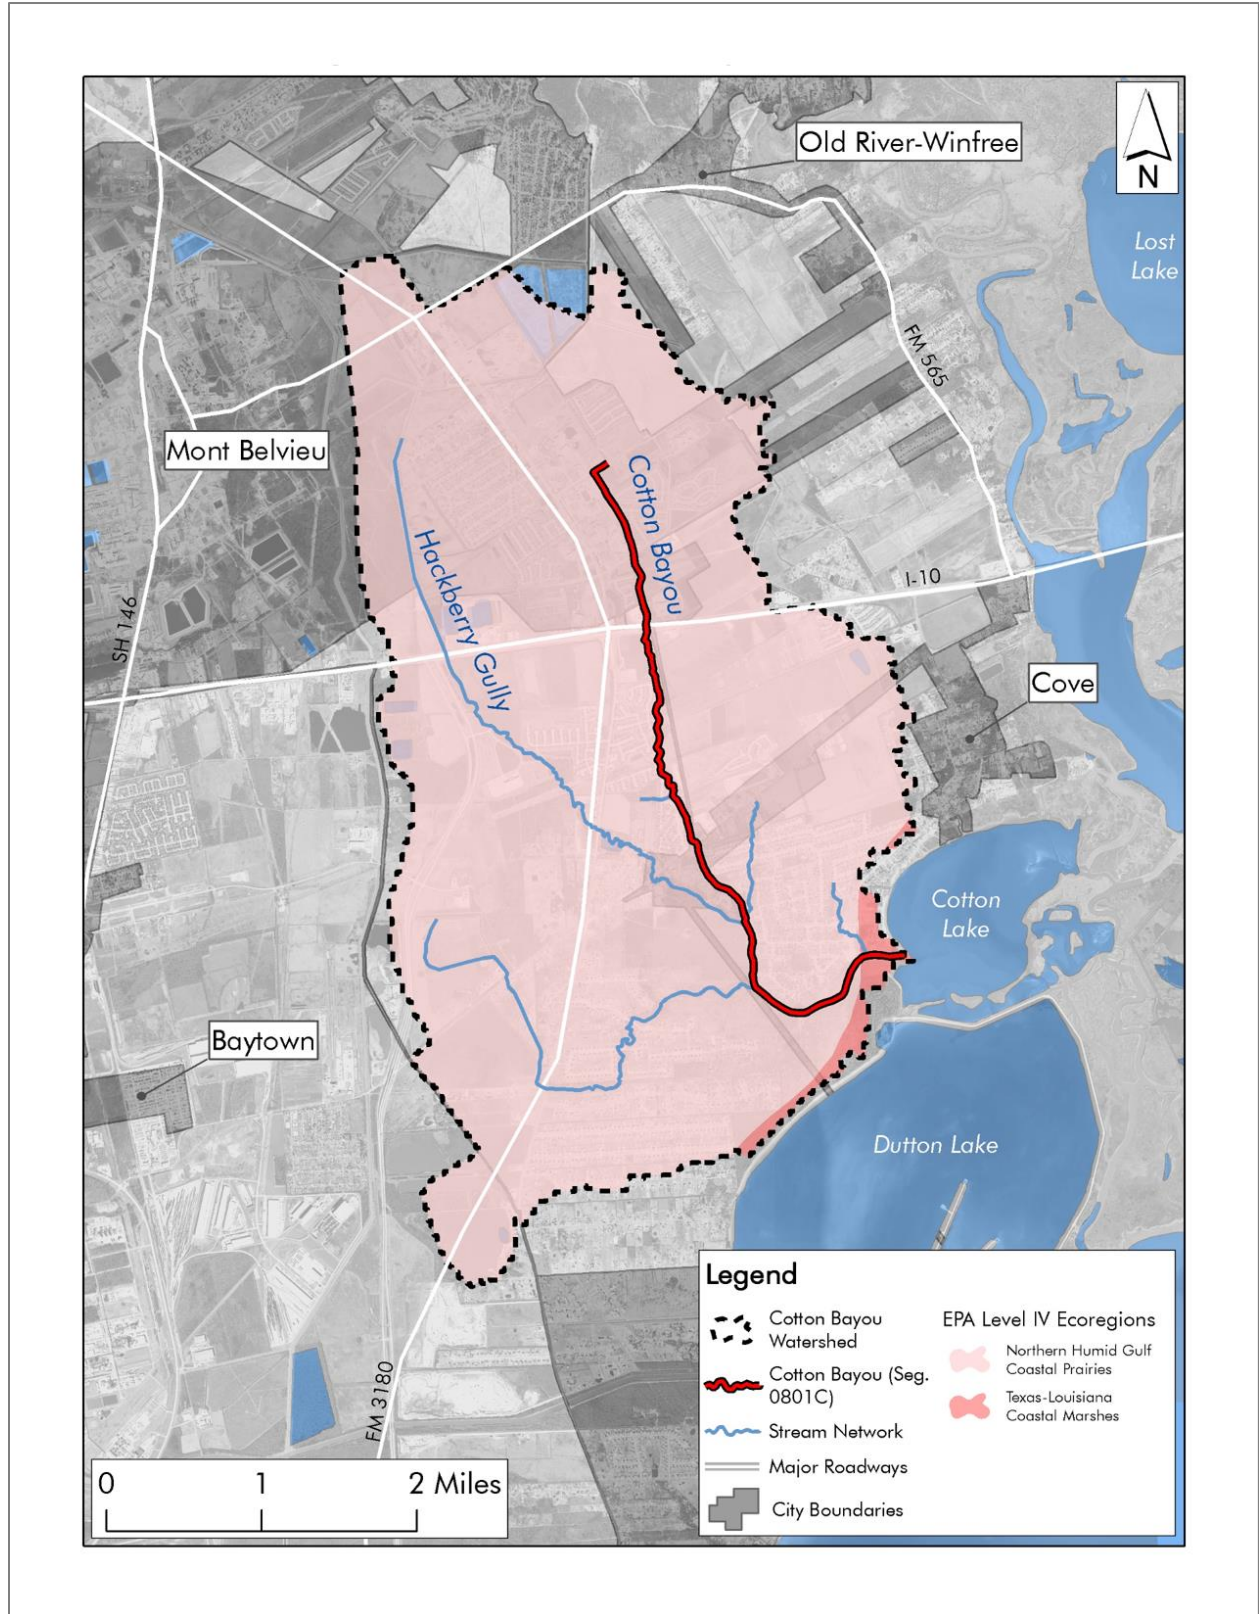 Old River-Winfree
N
Lost
Lake
FM 565
Mont Belvieu
Cotton Bayou
Hackberry Gully
I-10
SH 146
Cove
Cotton
Lake
Baytown
Dutton Lake
FM 3180
Legend
Cotton Bayou
Watershed
Cotton Bayou (Seg.
0801C)
Stream Network
Major Roadways
City Boundaries
EPA Level IV Ecoregions
Northern Humid Gulf
Coastal Prairies
Texas-Louisiana
Coastal Marshes
0 1 2 Miles